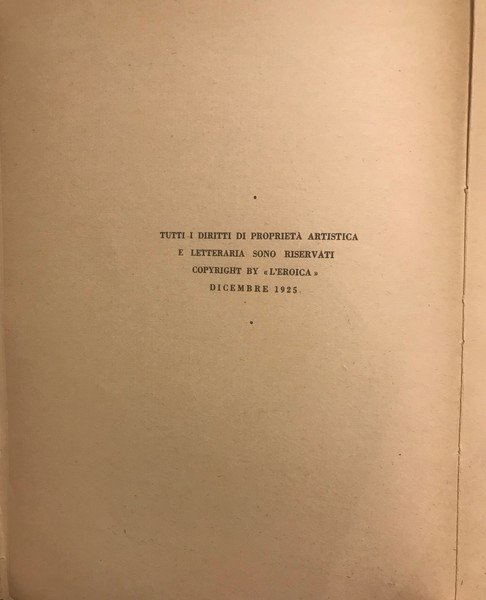 TUTTI I DIRITTI DI PROPRIETÀ ARTISTICA
E LETTERARIA SONO RISERVATI
COPYRIGHT BY «L'EROICA»
DICEMBRE 1925